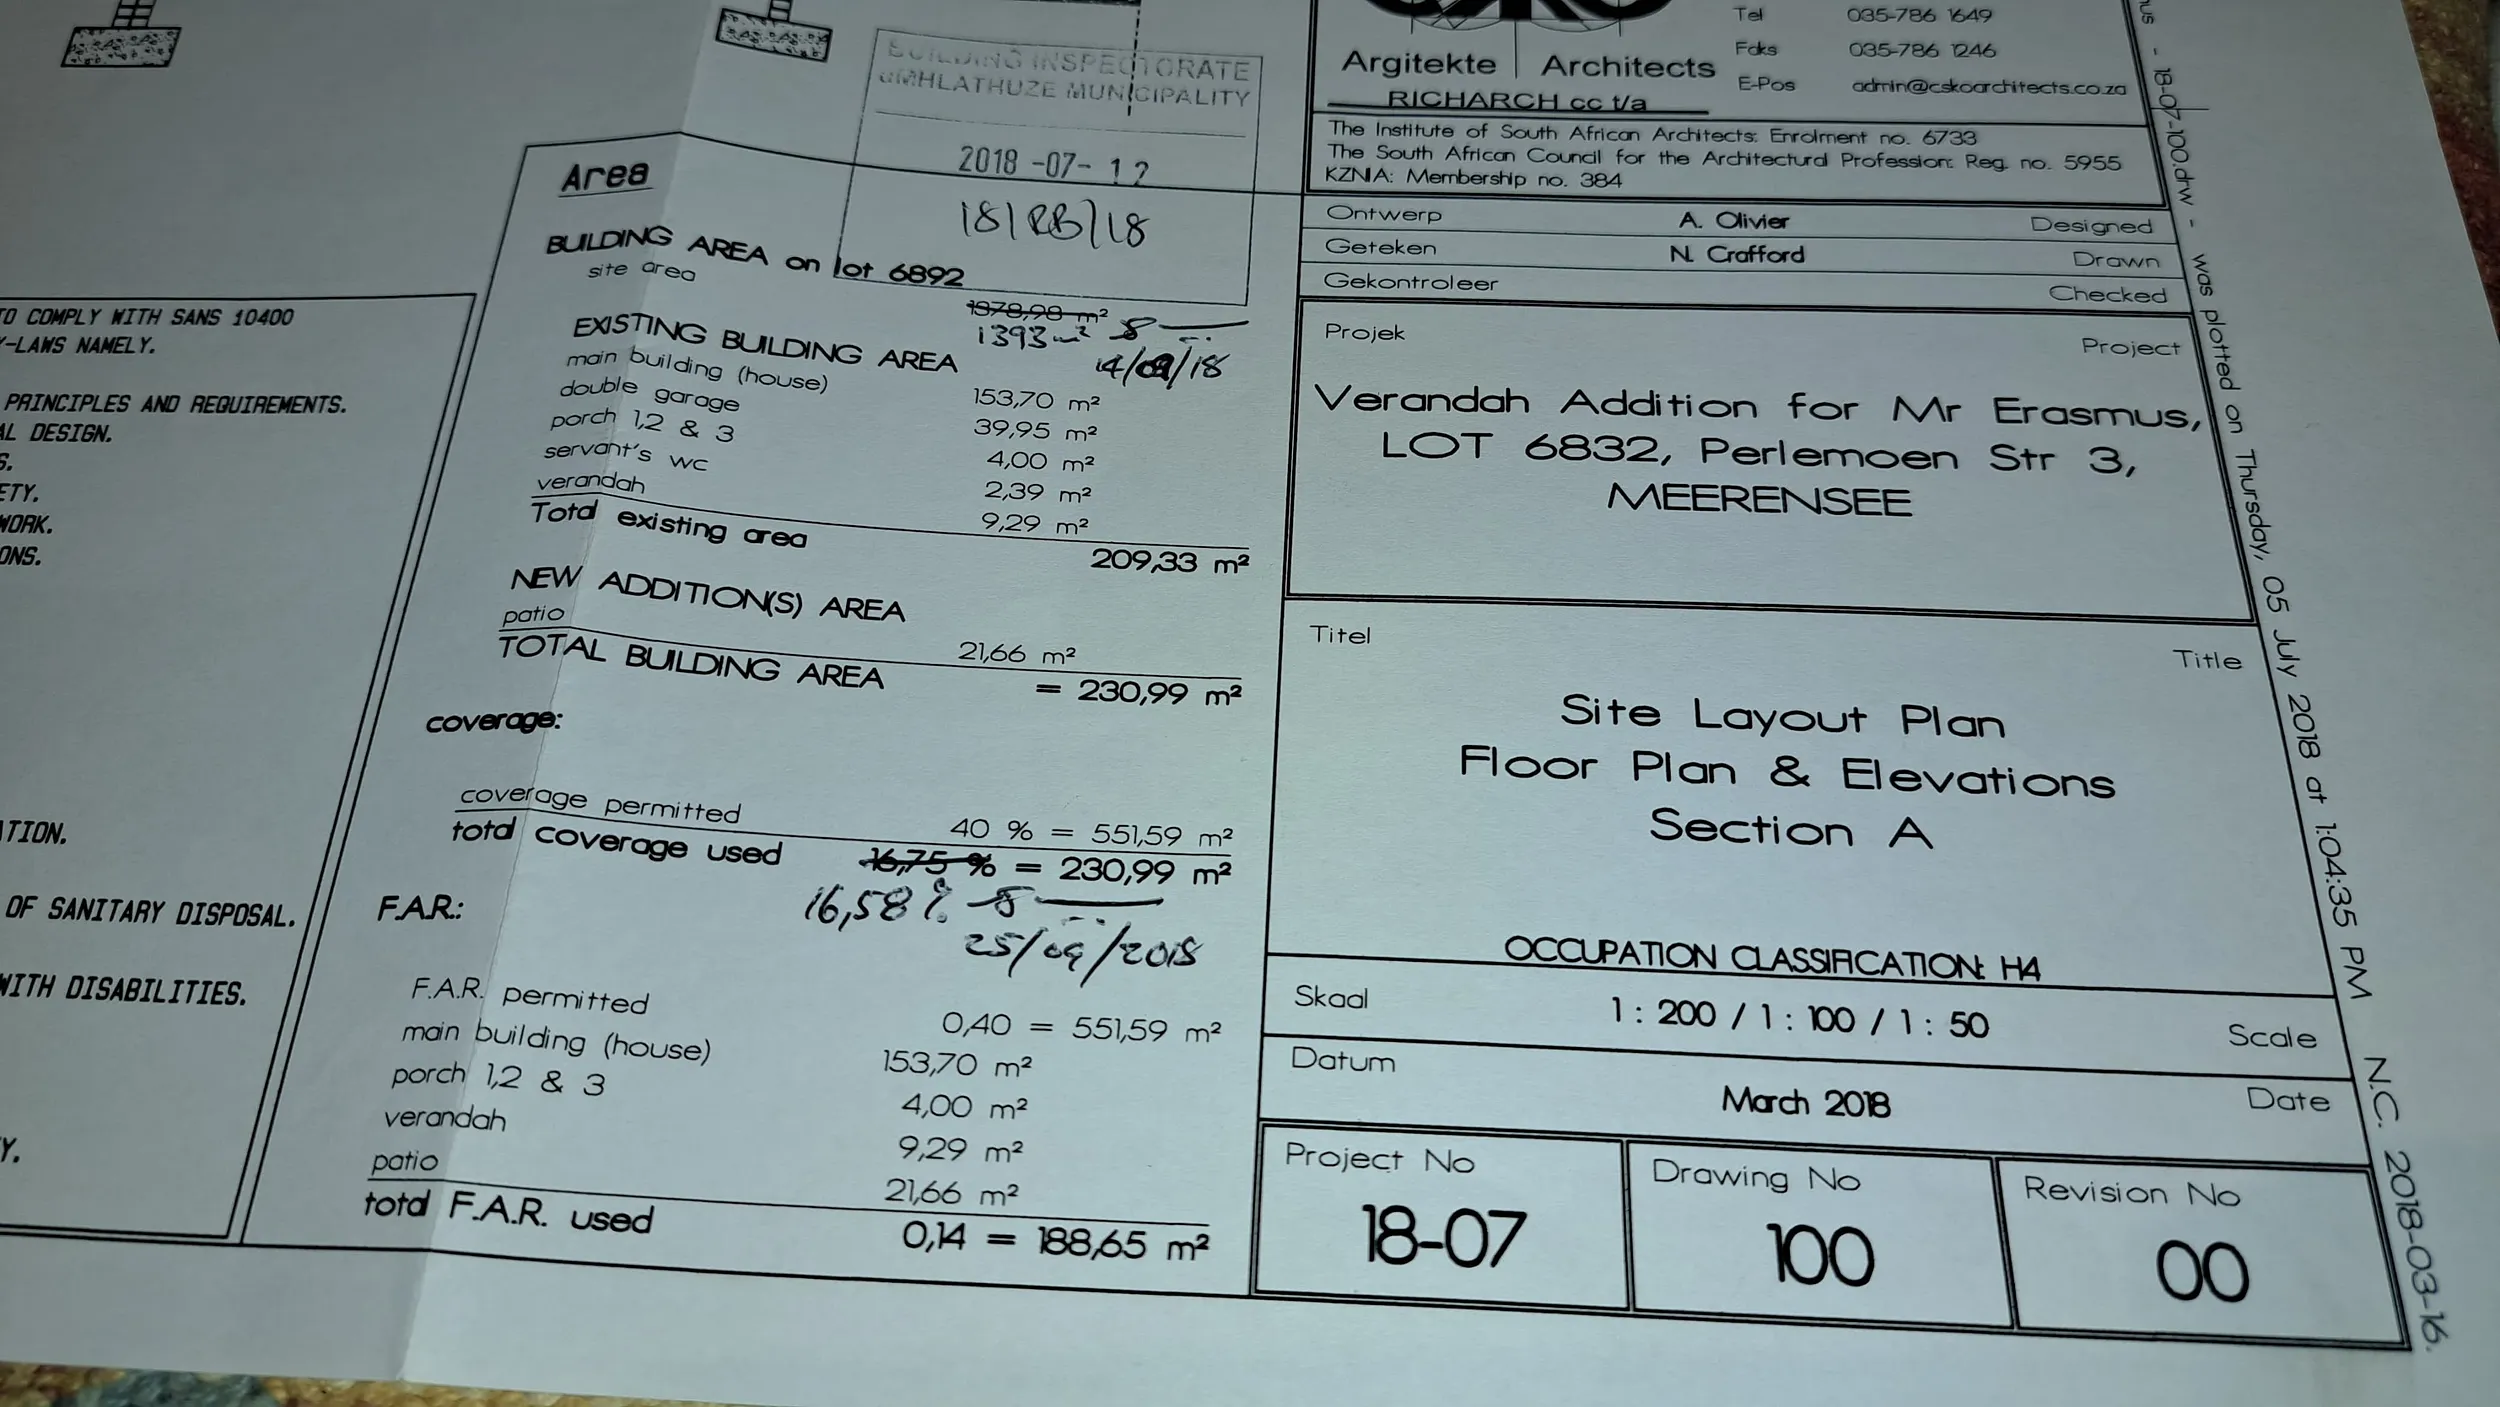 TO COMPLY WITH SANS 10400
Y-LAWS NAMELY.
PRINCIPLES AND REQUIREMENTS.
AL DESIGN.
S.
ETY.
WORK.
ONS.
ATION.
OF SANITARY DISPOSAL.
WITH DISABILITIES.
Y.
BUILDING INSPECTORATE
uMHLATHUZE MUNICIPALITY
2018 -07- 12
18/RB/18
Area
BUILDING AREA on lot 6892
site area
1378,98 m²
1393 m²
14/09/18
EXISTING BUILDING AREA
main building (house) 153,70 m²
double garage 39,95 m²
porch 1,2 & 3 4,00 m²
servant's wc 2,39 m²
verandah 9,29 m²
Total existing area 209,33 m²
NEW ADDITION(S) AREA
patio 21,66 m²
TOTAL BUILDING AREA = 230,99 m²
coverage:
coverage permitted 40 % = 551,59 m²
total coverage used 16,75 % = 230,99 m²
16,58 %
25/09/2018
F.A.R.:
F.A.R. permitted 0,40 = 551,59 m²
main building (house) 153,70 m²
porch 1,2 & 3 4,00 m²
verandah 9,29 m²
patio 21,66 m²
total F.A.R. used 0,14 = 188,65 m²
Argitekte Architects
RICHARCH cc t/a
Tel 035-786 1649
Faks 035-786 1246
E-Pos admin@cskoarchitects.co.za
The Institute of South African Architects: Enrolment no. 6733
The South African Council for the Architectural Profession: Reg. no. 5955
KZNIA: Membership no. 384
Ontwerp A. Olivier Designed
Geteken N. Crafford Drawn
Gekontroleer Checked
Projek Project
Verandah Addition for Mr Erasmus,
LOT 6832, Perlemoen Str 3,
MEERENSEE
Titel Title
Site Layout Plan
Floor Plan & Elevations
Section A
OCCUPATION CLASSIFICATION: H4
Skaal 1 : 200 / 1 : 100 / 1 : 50 Scale
Datum March 2018 Date
Project No
18-07
Drawing No
100
Revision No
00
us - 18-07-100.drw - was plotted on Thursday, 05 July 2018 at 1:04:35 PM N.C. 2018-03-16.